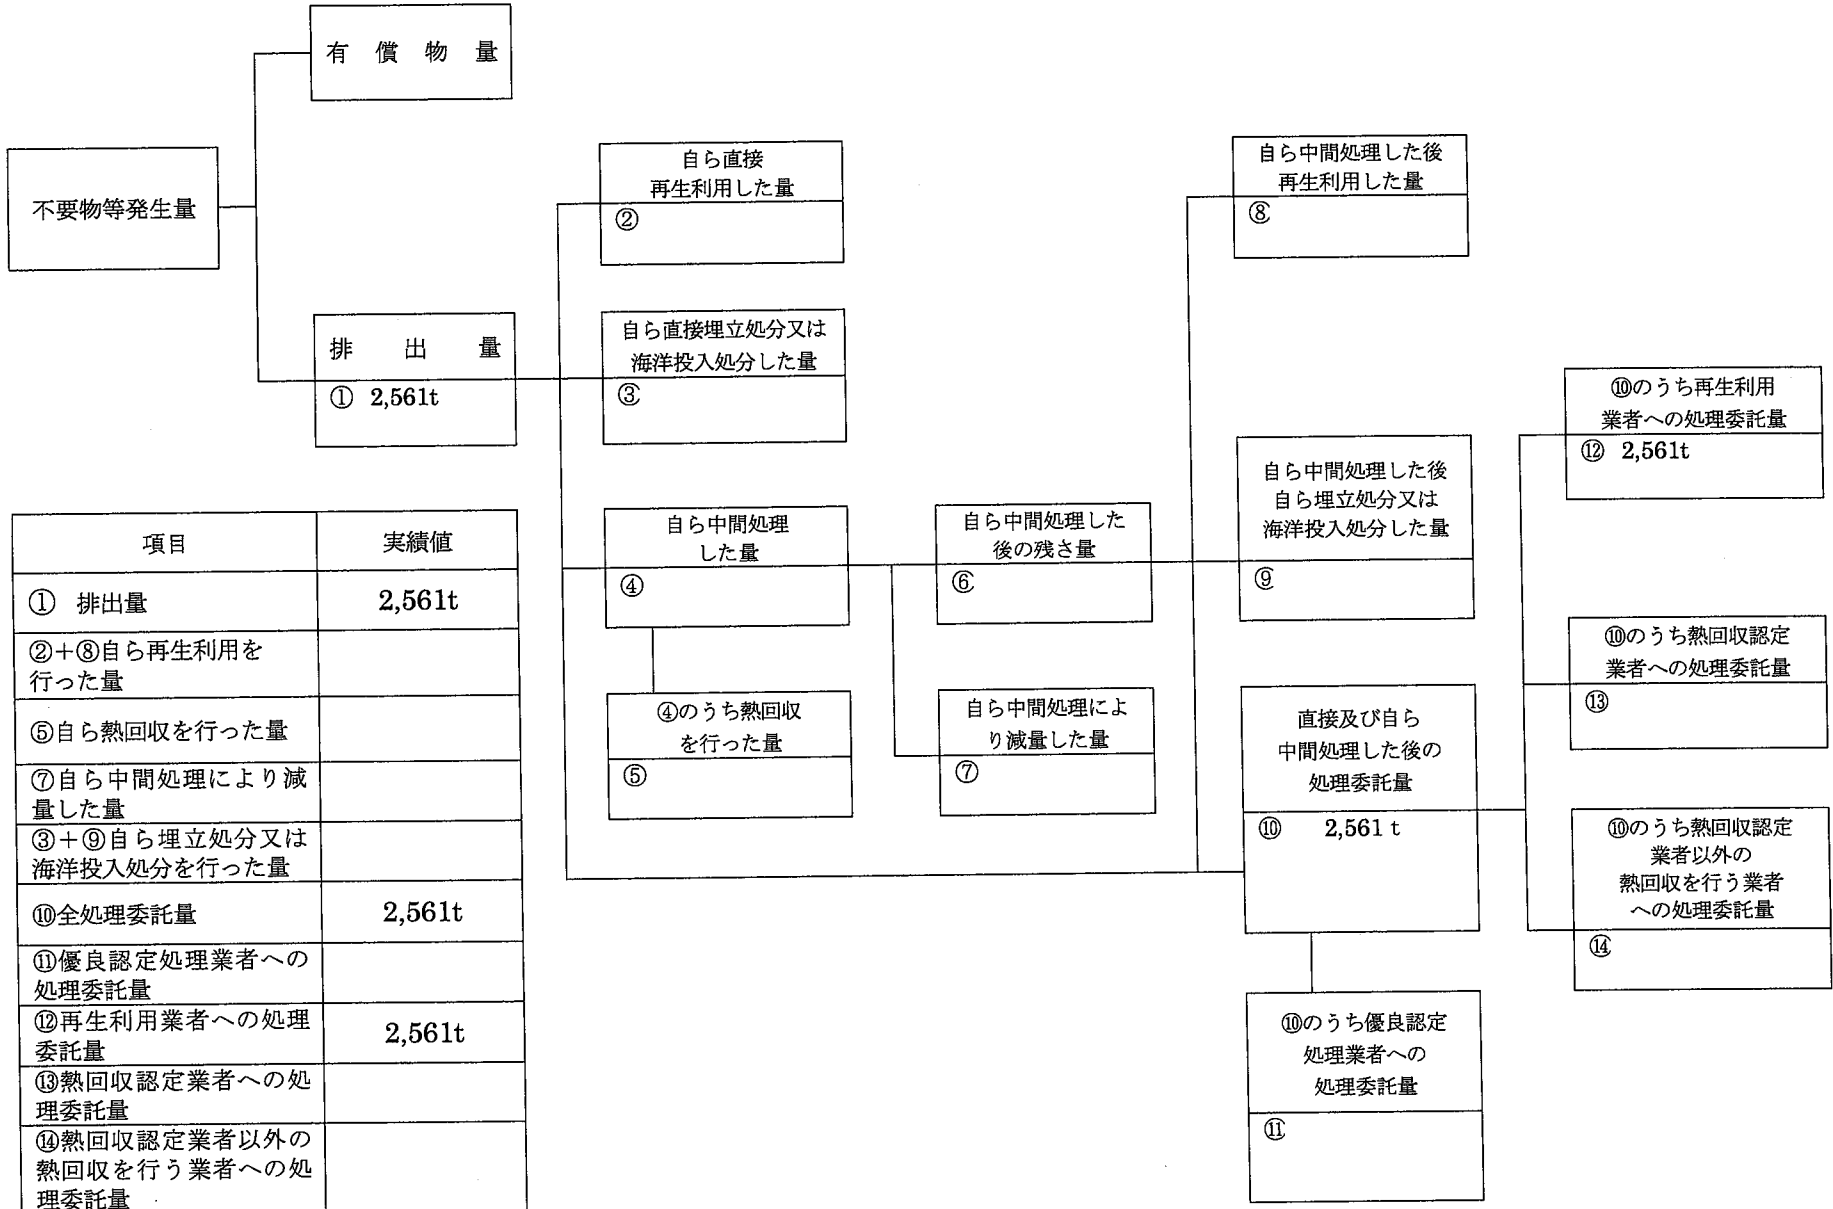 有償物量
不要物等発生量
排出量
① 2,561t
自ら直接
再生利用した量
②
自ら直接埋立処分又は
海洋投入処分した量
③
自ら中間処理
した量
④
④のうち熱回収
を行った量
⑤
自ら中間処理した
後の残さ量
⑥
自ら中間処理によ
り減量した量
⑦
自ら中間処理した後
再生利用した量
⑧
自ら中間処理した後
自ら埋立処分又は
海洋投入処分した量
⑨
直接及び自ら
中間処理した後の
処理委託量
⑩ 2,561 t
⑩のうち優良認定
処理業者への
処理委託量
⑪
⑩のうち再生利用
業者への処理委託量
⑫ 2,561t
⑩のうち熱回収認定
業者への処理委託量
⑬
⑩のうち熱回収認定
業者以外の
熱回収を行う業者
への処理委託量
⑭
項目 実績値
① 排出量 2,561t
②+⑧自ら再生利用を
行った量
⑤自ら熱回収を行った量
⑦自ら中間処理により減
量した量
③+⑨自ら埋立処分又は
海洋投入処分を行った量
⑩全処理委託量 2,561t
⑪優良認定処理業者への
処理委託量
⑫再生利用業者への処理
委託量 2,561t
⑬熱回収認定業者への処
理委託量
⑭熱回収認定業者以外の
熱回収を行う業者への処
理委託量